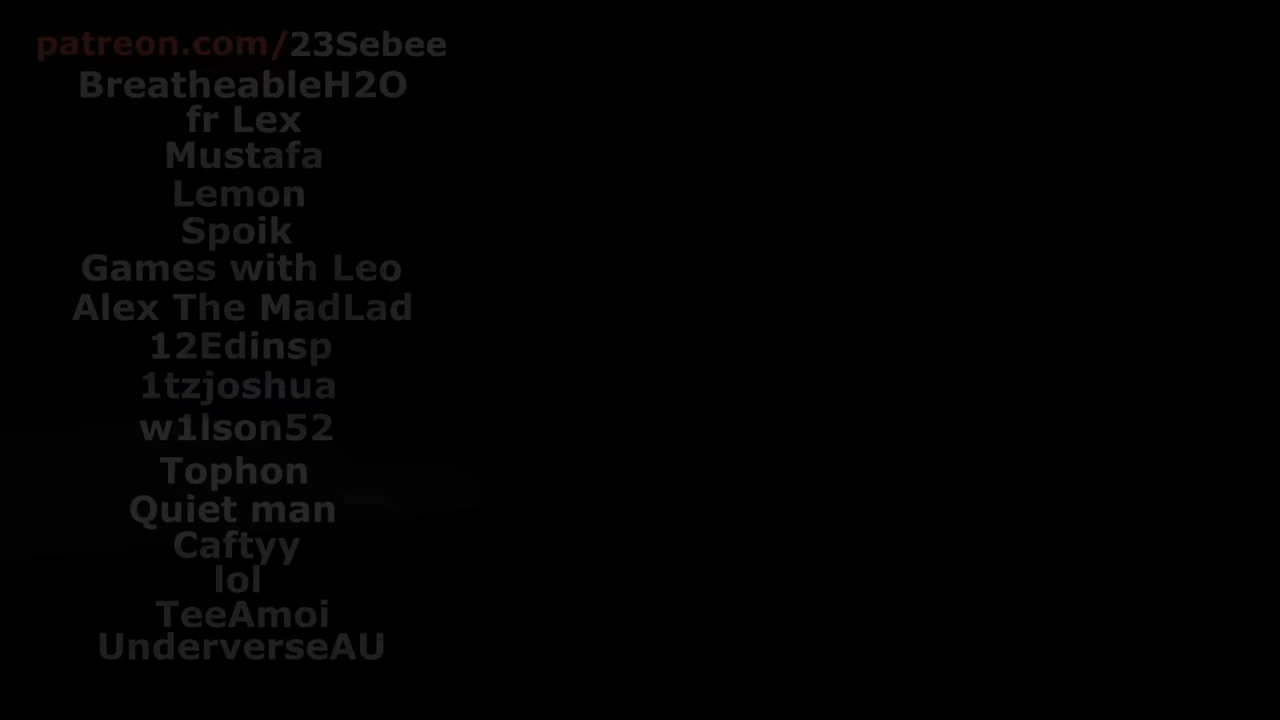 patreon.com/23Sebee
BreatheableH2O
fr Lex
Mustafa
Lemon
Spoik
Games with Leo
Alex The MadLad
12Edinsp
1tzjoshua
w1lson52
Tophon
Quiet man
Caftyy
lol
TeeAmoi
UnderverseAU